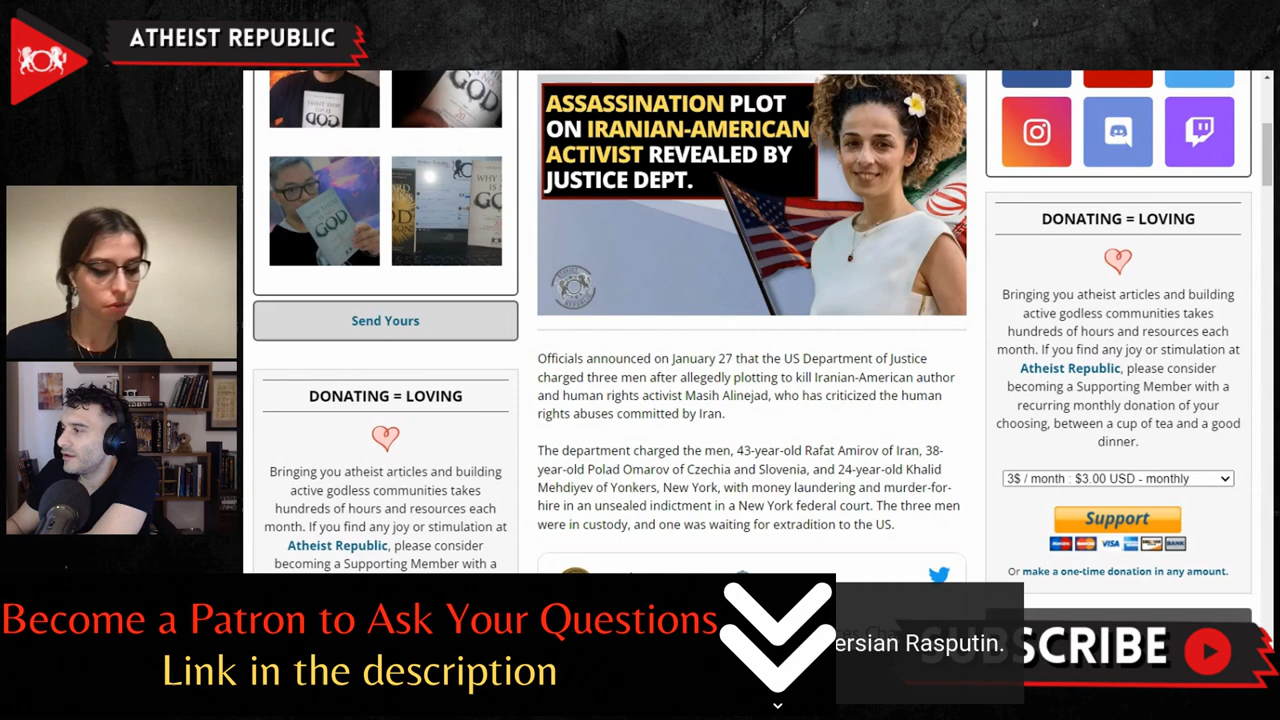 ATHEIST REPUBLIC
ASSASSINATION PLOT
ON IRANIAN-AMERICAN
ACTIVIST REVEALED BY
JUSTICE DEPT.
Send Yours
DONATING = LOVING
Bringing you atheist articles and building
active godless communities takes
hundreds of hours and resources each
month. If you find any joy or stimulation at
Atheist Republic, please consider
becoming a Supporting Member with a
Officials announced on January 27 that the US Department of Justice
charged three men after allegedly plotting to kill Iranian-American author
and human rights activist Masih Alinejad, who has criticized the human
rights abuses committed by Iran.
The department charged the men, 43-year-old Rafat Amirov of Iran, 38-
year-old Polad Omarov of Czechia and Slovenia, and 24-year-old Khalid
Mehdiyev of Yonkers, New York, with money laundering and murder-for-
hire in an unsealed indictment in a New York federal court. The three men
were in custody, and one was waiting for extradition to the US.
DONATING = LOVING
Bringing you atheist articles and building
active godless communities takes
hundreds of hours and resources each
month. If you find any joy or stimulation at
Atheist Republic, please consider
becoming a Supporting Member with a
recurring monthly donation of your
choosing, between a cup of tea and a good
dinner.
3$ / month : $3.00 USD - monthly
Support
VISA
BANK
Or make a one-time donation in any amount.
Become a Patron to Ask Your Questions
Link in the description
ersian Rasputin.
SUBSCRIBE